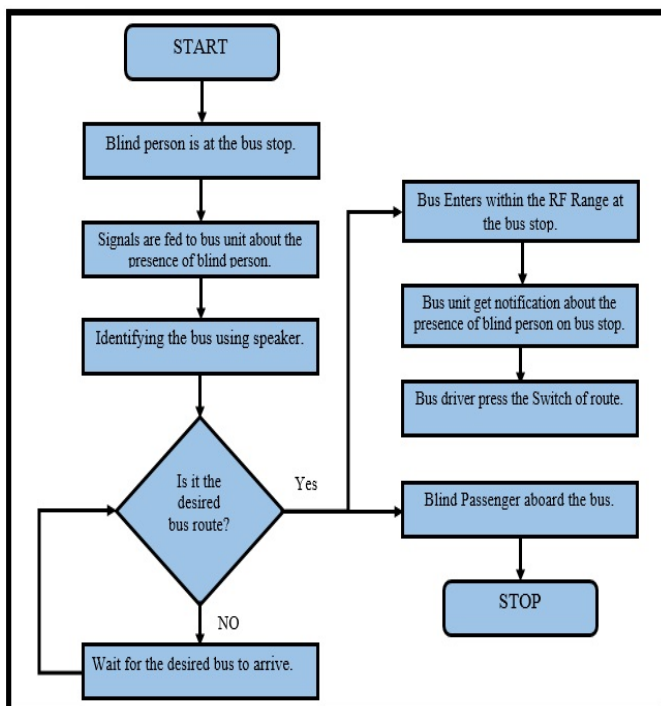 START
Blind person is at the bus stop.
Signals are fed to bus unit about the
presence of blind person.
Identifying the bus using speaker.
Is it the
desired
bus route?
Yes
NO
Wait for the desired bus to arrive.
Bus Enters within the RF Range at
the bus stop.
Bus unit get notification about the
presence of blind person on bus stop.
Bus driver press the Switch of route.
Blind Passenger aboard the bus.
STOP